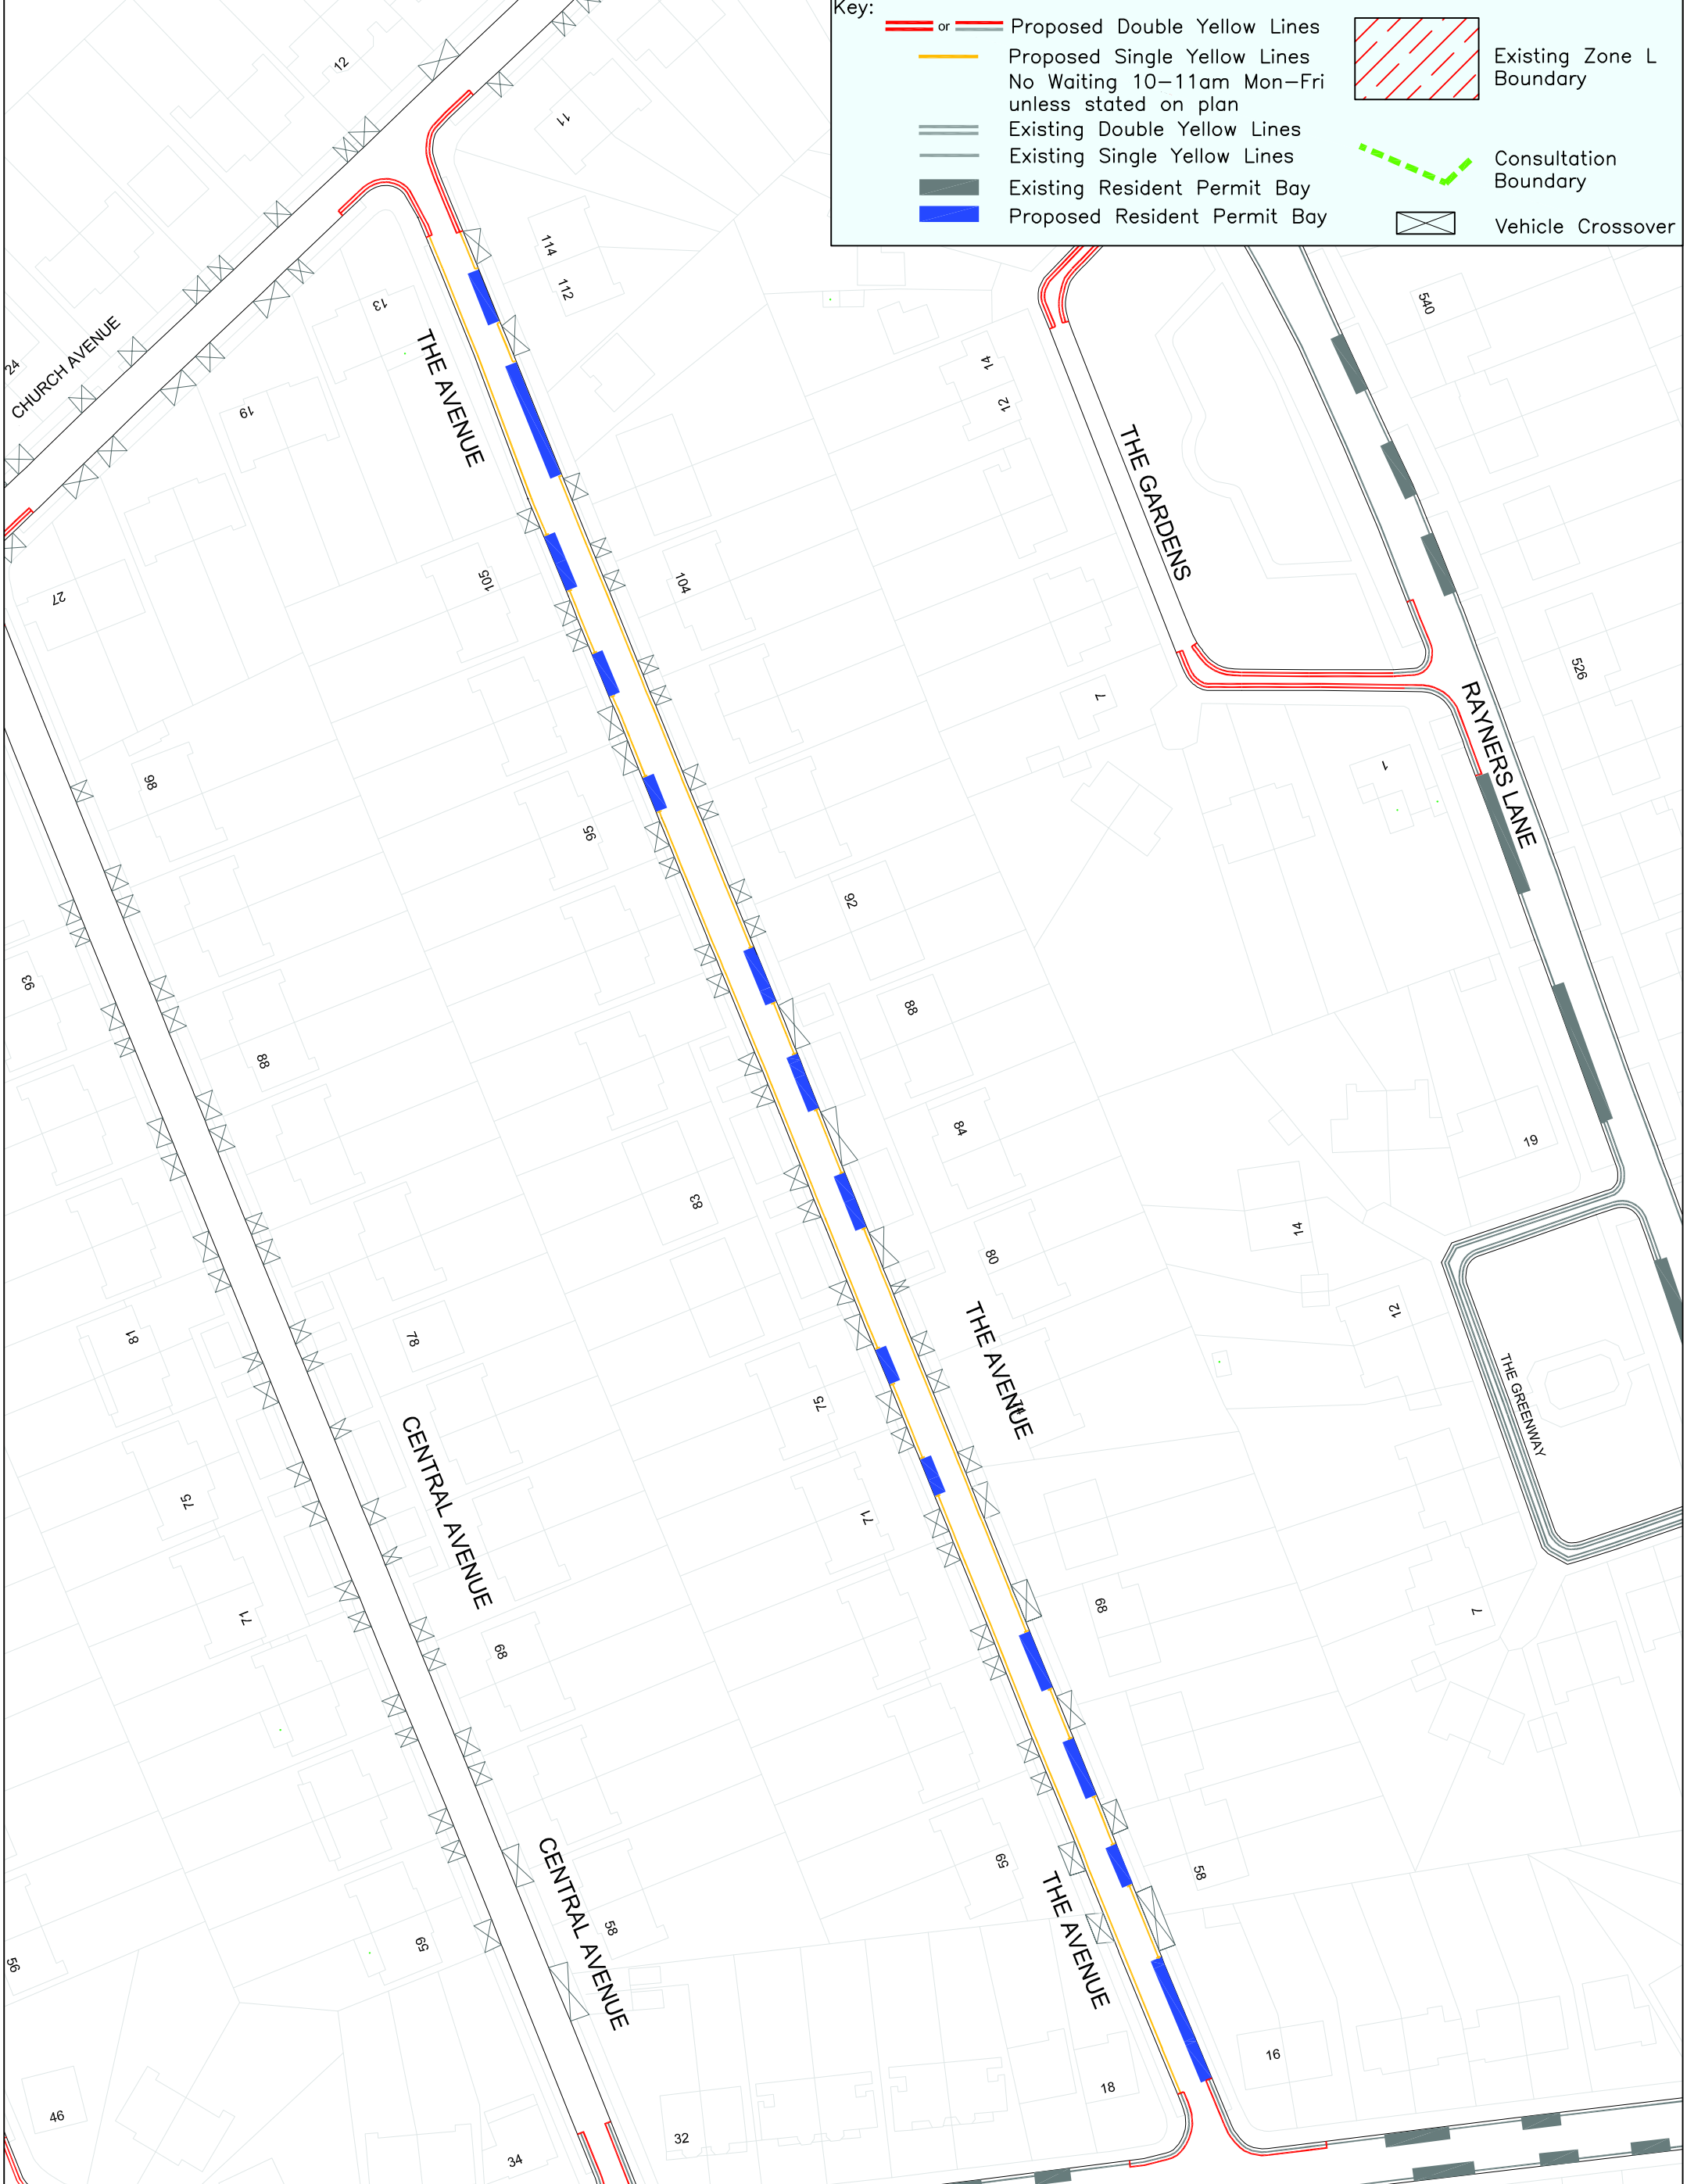 Key:
or
Proposed Double Yellow Lines
Proposed Single Yellow Lines
No Waiting 10-11am Mon-Fri
unless stated on plan
Existing Double Yellow Lines
Existing Single Yellow Lines
Existing Resident Permit Bay
Proposed Resident Permit Bay
Existing Zone L
Boundary
Consultation
Boundary
Vehicle Crossover
12
11
114
112
13
24
CHURCH AVENUE
THE AVENUE
19
540
14
12
THE GARDENS
105
104
27
526
7
RAYNERS LANE
1
98
95
92
93
88
88
84
19
83
14
80
12
81
78
THE AVENUE
THE GREENWAY
75
CENTRAL AVENUE
75
71
71
68
7
68
59
58
CENTRAL AVENUE
THE AVENUE
58
59
56
16
18
46
32
34